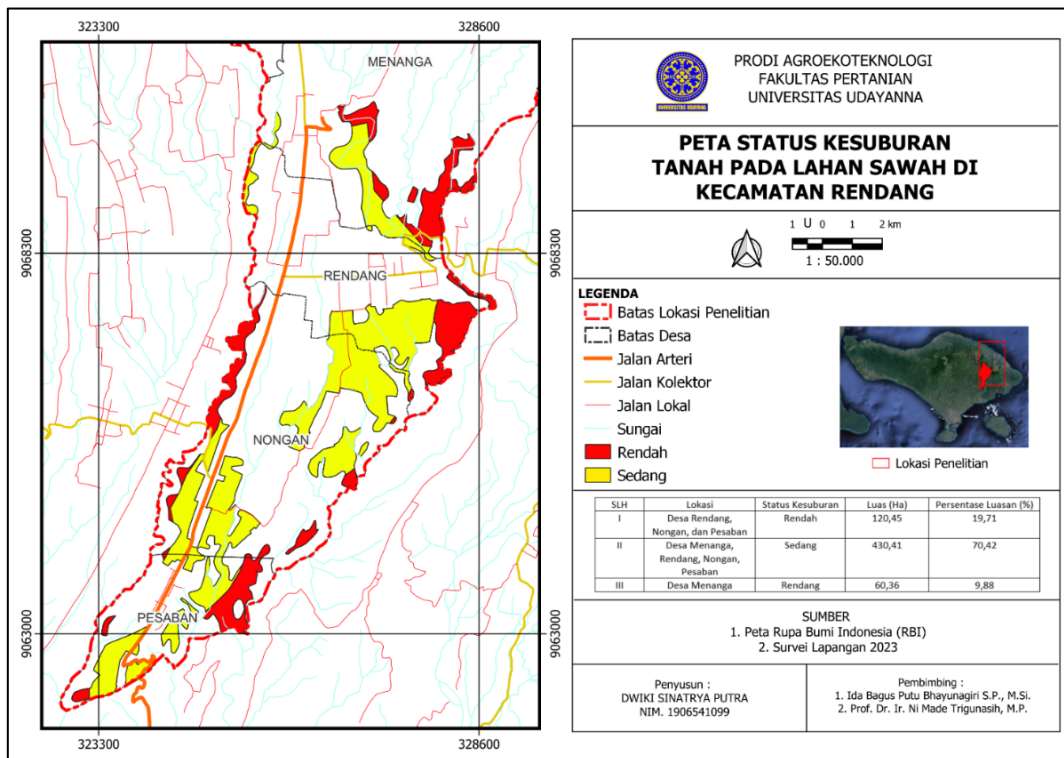 323300
328600
MENANGA
9068300
9068300
RENDANG
NONGAN
PESABAN
9063000
9063000
323300
328600
UNIVERSITAS UDAYANA
PRODI AGROEKOTEKNOLOGI
FAKULTAS PERTANIAN
UNIVERSITAS UDAYANNA
PETA STATUS KESUBURAN
TANAH PADA LAHAN SAWAH DI
KECAMATAN RENDANG
1 U 0 1 2 km
1 : 50.000
LEGENDA
Batas Lokasi Penelitian
Batas Desa
Jalan Arteri
Jalan Kolektor
Jalan Lokal
Sungai
Rendah
Sedang
Lokasi Penelitian
SLH Lokasi Status Kesuburan Luas (Ha) Persentase Luasan (%)
I Desa Rendang, Rendah 120,45 19,71
Nongan, dan Pesaban
II Desa Menanga, Sedang 430,41 70,42
Rendang, Nongan,
Pesaban
III Desa Menanga Rendang 60,36 9,88
SUMBER
1. Peta Rupa Bumi Indonesia (RBI)
2. Survei Lapangan 2023
Penyusun :
DWIKI SINATRYA PUTRA
NIM. 1906541099
Pembimbing :
1. Ida Bagus Putu Bhayunagiri S.P., M.Si.
2. Prof. Dr. Ir. Ni Made Trigunasih, M.P.